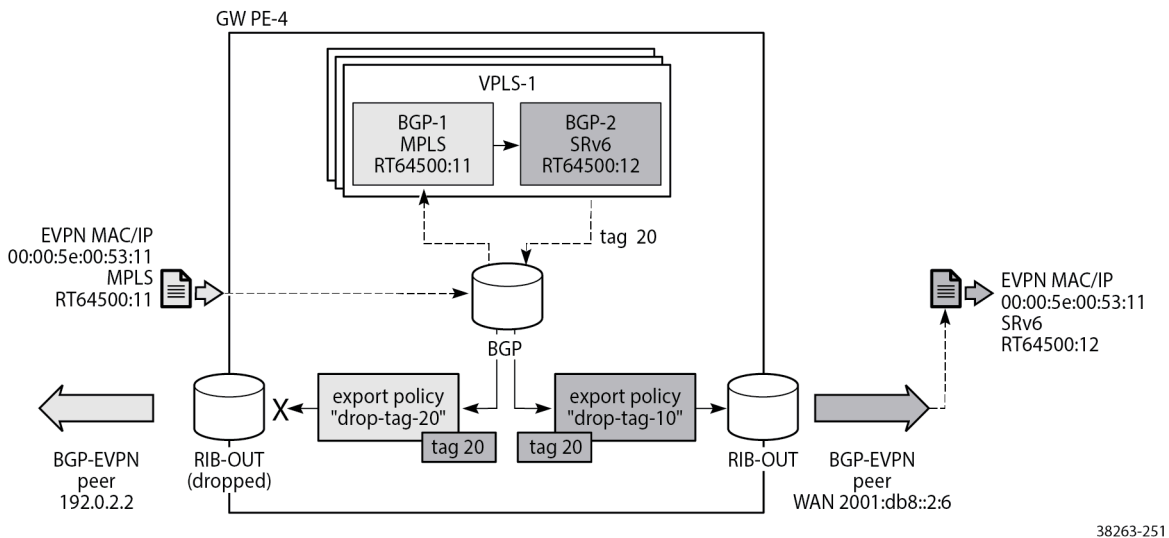 GW PE-4
VPLS-1
BGP-1
MPLS
RT64500:11
BGP-2
SRv6
RT64500:12
tag 20
EVPN MAC/IP
00:00:5e:00:53:11
MPLS
RT64500:11
EVPN MAC/IP
00:00:5e:00:53:11
SRv6
RT64500:12
BGP
export policy
"drop-tag-20"
tag 20
export policy
"drop-tag-10"
tag 20
X
BGP-EVPN
peer
192.0.2.2
RIB-OUT
(dropped)
RIB-OUT
BGP-EVPN
peer
WAN 2001:db8::2:6
38263-251